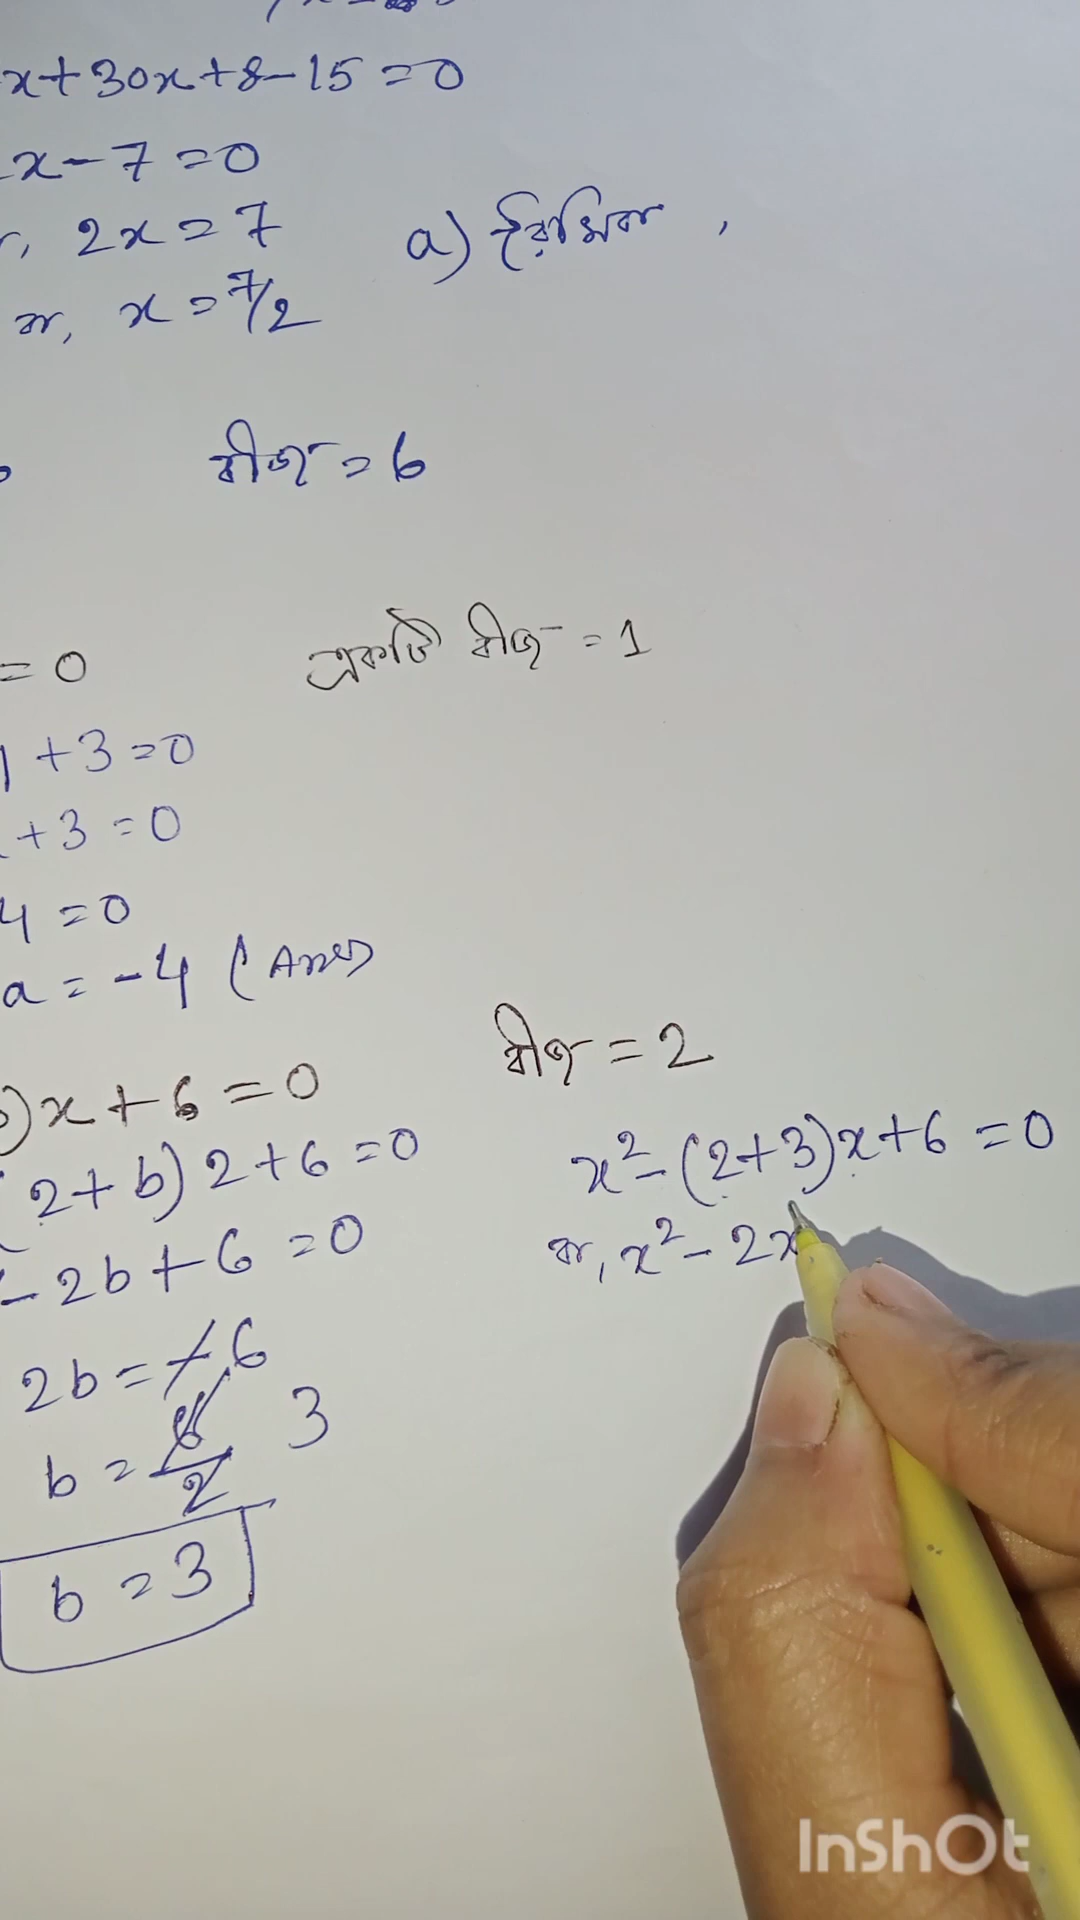 x+30x+8-15=0
x-7=0
2x=7
a) রৈখিক,
বা, x=7/2
বীজ=6
=0
একটি বীজ=1
1+3=0
+3=0
4=0
a=-4 (Ans)
বীজ=2
)x+6=0
x²-(2+3)x+6=0
(2+b)2+6=0
বা, x²-2x
-2b+6=0
2b=-6
b=6/2 3
b=3
InShOt